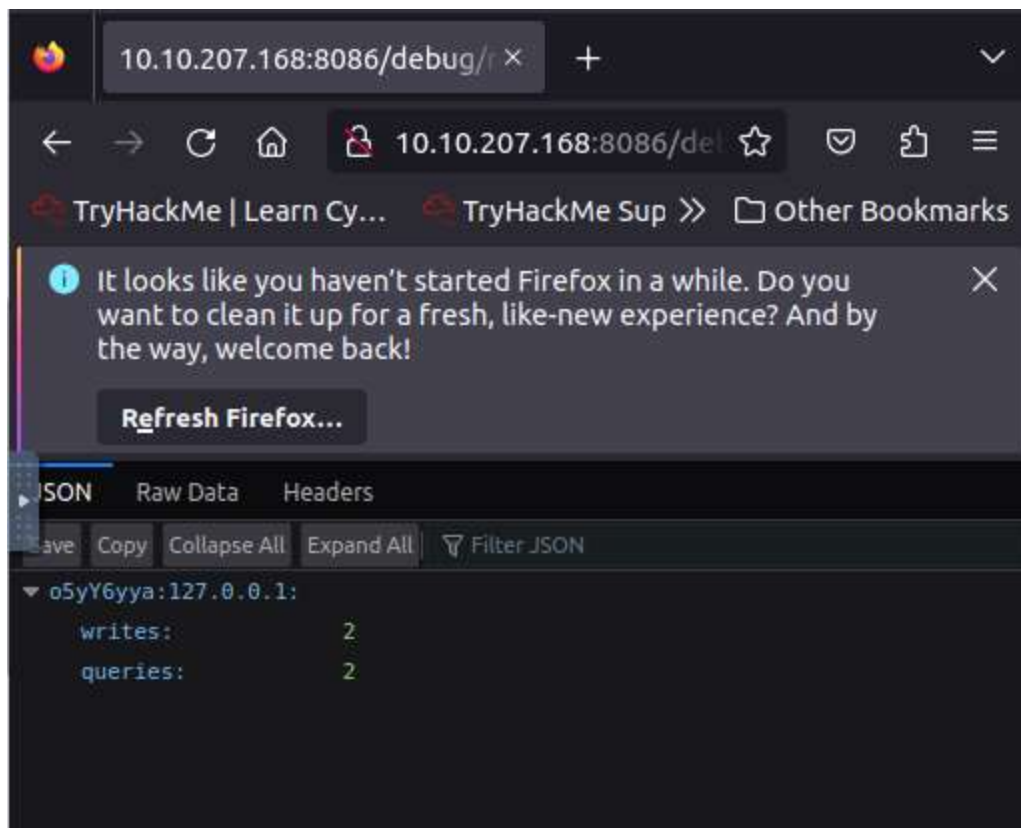 10.10.207.168:8086/debug/r
10.10.207.168:8086/de
TryHackMe | Learn Cy... TryHackMe Sup Other Bookmarks
It looks like you haven't started Firefox in a while. Do you
want to clean it up for a fresh, like-new experience? And by
the way, welcome back!
Refresh Firefox...
JSON Raw Data Headers
Save Copy Collapse All Expand All Filter JSON
o5yY6yya:127.0.0.1:
writes: 2
queries: 2